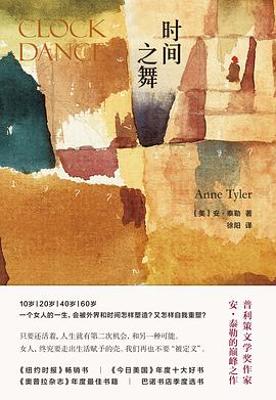 CLOCK
DANCE
时间
之舞
Anne Tyler
［美］安·泰勒 著
徐阳 译
10岁|20岁|40岁|60岁
一个女人的一生，会被外界和时间怎样塑造？又怎样自我重塑？
只要还活着，人生就有第二次机会，和另一种可能。
女人，终究要走出生活赋予的壳。我们再也不要“被定义”。
《纽约时报》畅销书 | 《今日美国》年度十大好书
《奥普拉杂志》年度最佳书籍 | 巴诺书店季度选书
普利策文学奖作家
安·泰勒的巅峰之作